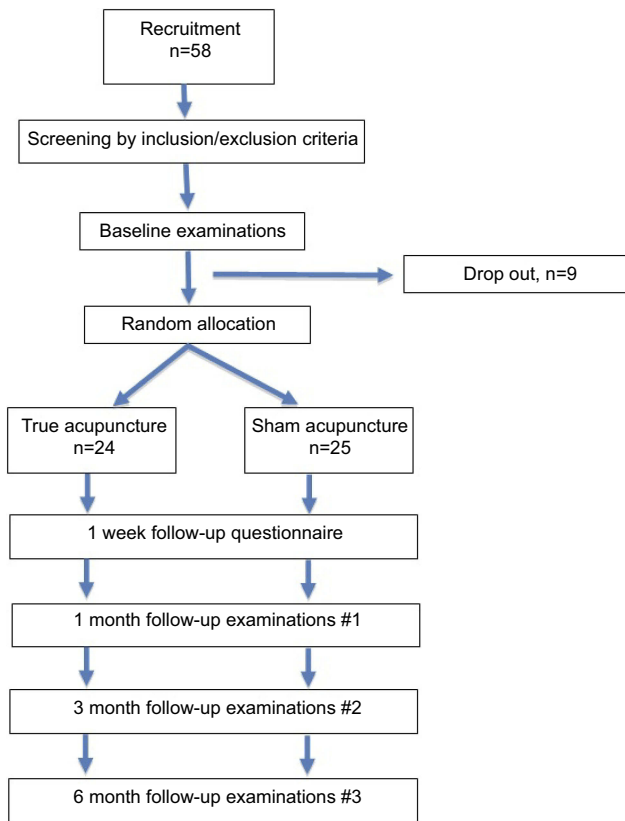 Recruitment
n=58
Screening by inclusion/exclusion criteria
Baseline examinations
Drop out, n=9
Random allocation
True acupuncture
n=24
Sham acupuncture
n=25
1 week follow-up questionnaire
1 month follow-up examinations #1
3 month follow-up examinations #2
6 month follow-up examinations #3